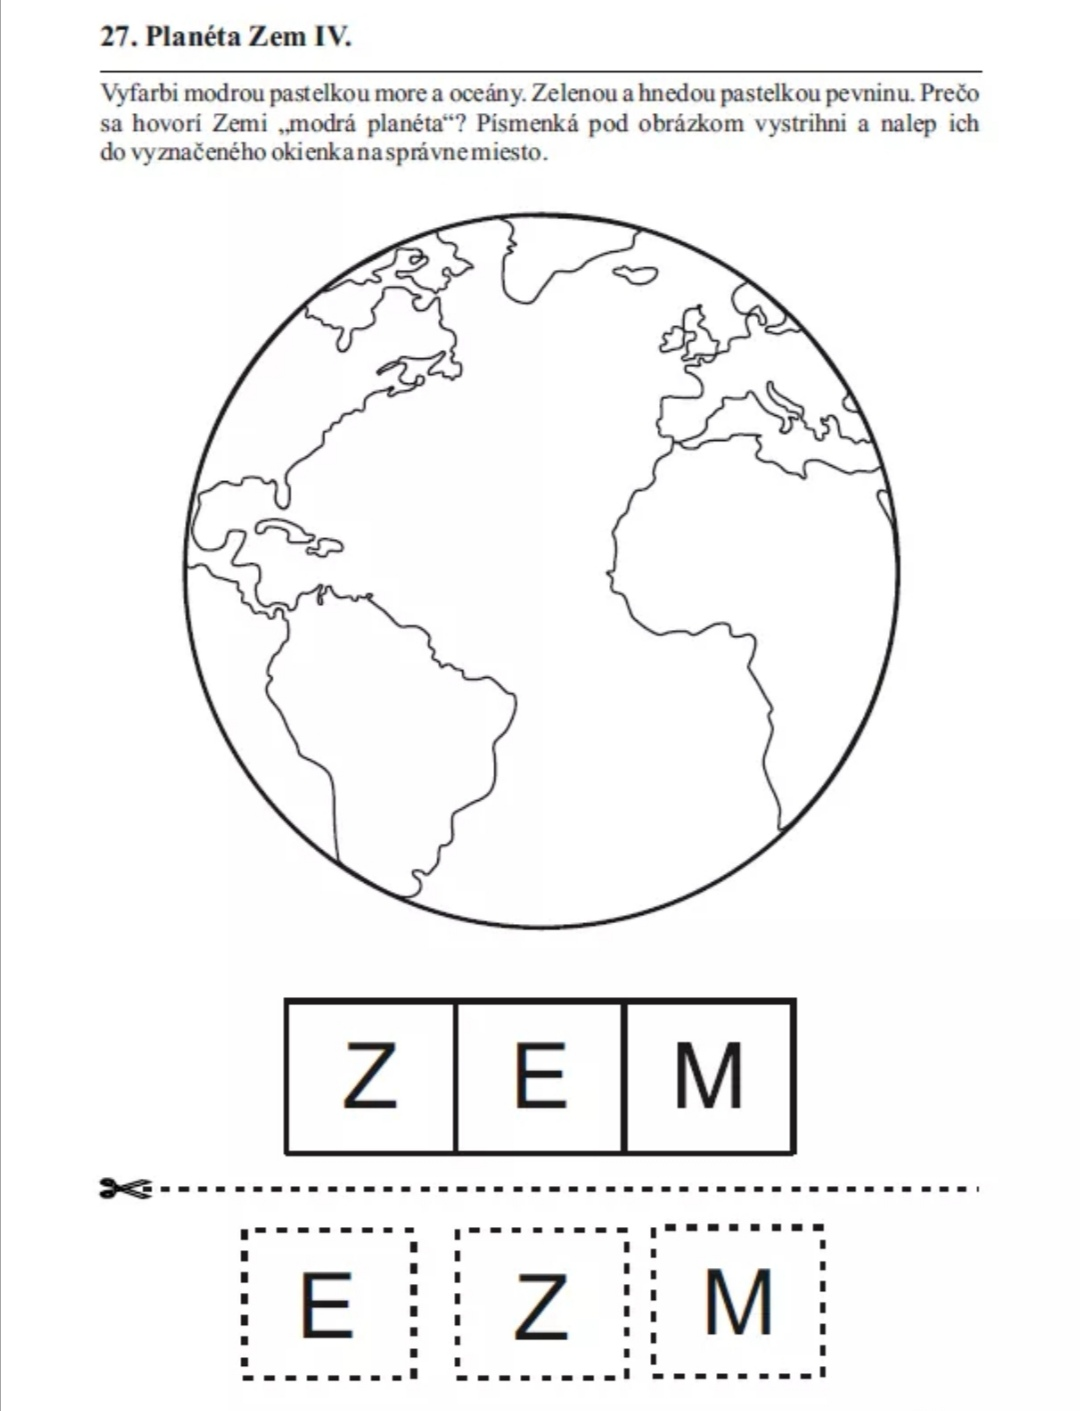 27. Planéta Zem IV.
Vyfarbi modrou pastelkou more a oceány. Zelenou a hnedou pastelkou pevninu. Prečo
sa hovorí Zemi „modrá planéta“? Písmenká pod obrázkom vystrihni a nalep ich
do vyznačeného okienka na správne miesto.
Z E M
E Z M